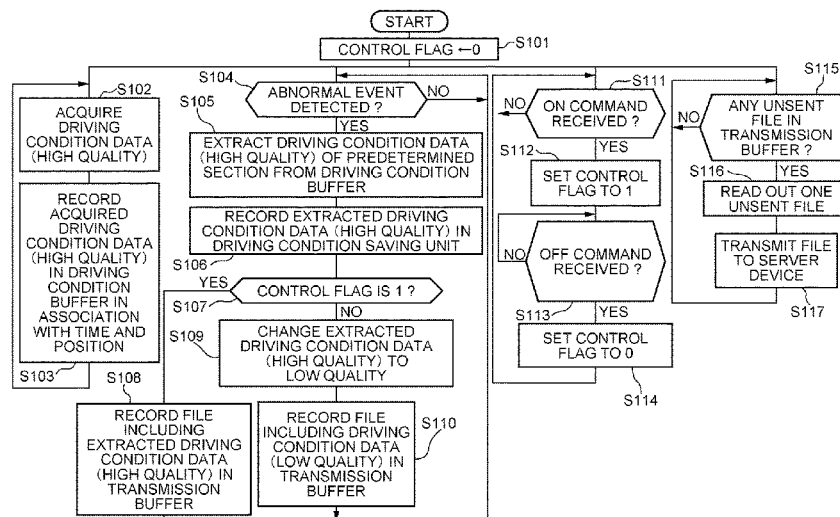 START
CONTROL FLAG ←0
S101
S102
ACQUIRE
DRIVING
CONDITION DATA
(HIGH QUALITY)
RECORD
ACQUIRED
DRIVING
CONDITION DATA
(HIGH QUALITY)
IN DRIVING
CONDITION
BUFFER IN
ASSOCIATION
WITH TIME AND
POSITION
S103
S104
ABNORMAL EVENT
DETECTED ?
NO
YES
S105
EXTRACT DRIVING CONDITION DATA
(HIGH QUALITY) OF PREDETERMINED
SECTION FROM DRIVING CONDITION
BUFFER
RECORD EXTRACTED DRIVING
CONDITION DATA (HIGH QUALITY) IN
DRIVING CONDITION SAVING UNIT
S106
YES
S107
CONTROL FLAG IS 1 ?
NO
S109
CHANGE EXTRACTED
DRIVING CONDITION DATA
(HIGH QUALITY) TO
LOW QUALITY
S108
RECORD FILE
INCLUDING
EXTRACTED DRIVING
CONDITION DATA
(HIGH QUALITY) IN
TRANSMISSION
BUFFER
S110
RECORD FILE
INCLUDING DRIVING
CONDITION DATA
(LOW QUALITY) IN
TRANSMISSION
BUFFER
S111
NO
ON COMMAND
RECEIVED ?
YES
S112
SET CONTROL
FLAG TO 1
NO
OFF COMMAND
RECEIVED ?
S113
YES
SET CONTROL
FLAG TO 0
S114
S115
NO
ANY UNSENT
FILE IN
TRANSMISSION
BUFFER ?
YES
S116
READ OUT ONE
UNSENT FILE
TRANSMIT FILE
TO SERVER
DEVICE
S117